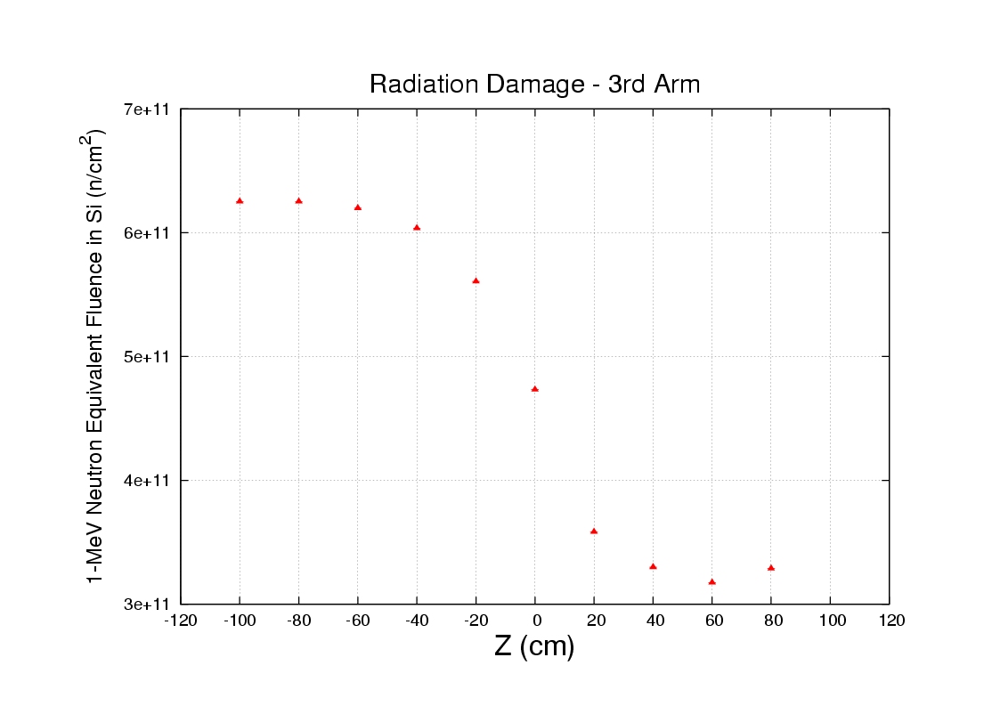 Radiation Damage - 3rd Arm
1-MeV Neutron Equivalent Fluence in Si (n/cm²)
7e+11
6e+11
5e+11
4e+11
3e+11
-120 -100 -80 -60 -40 -20 0 20 40 60 80 100 120
Z (cm)